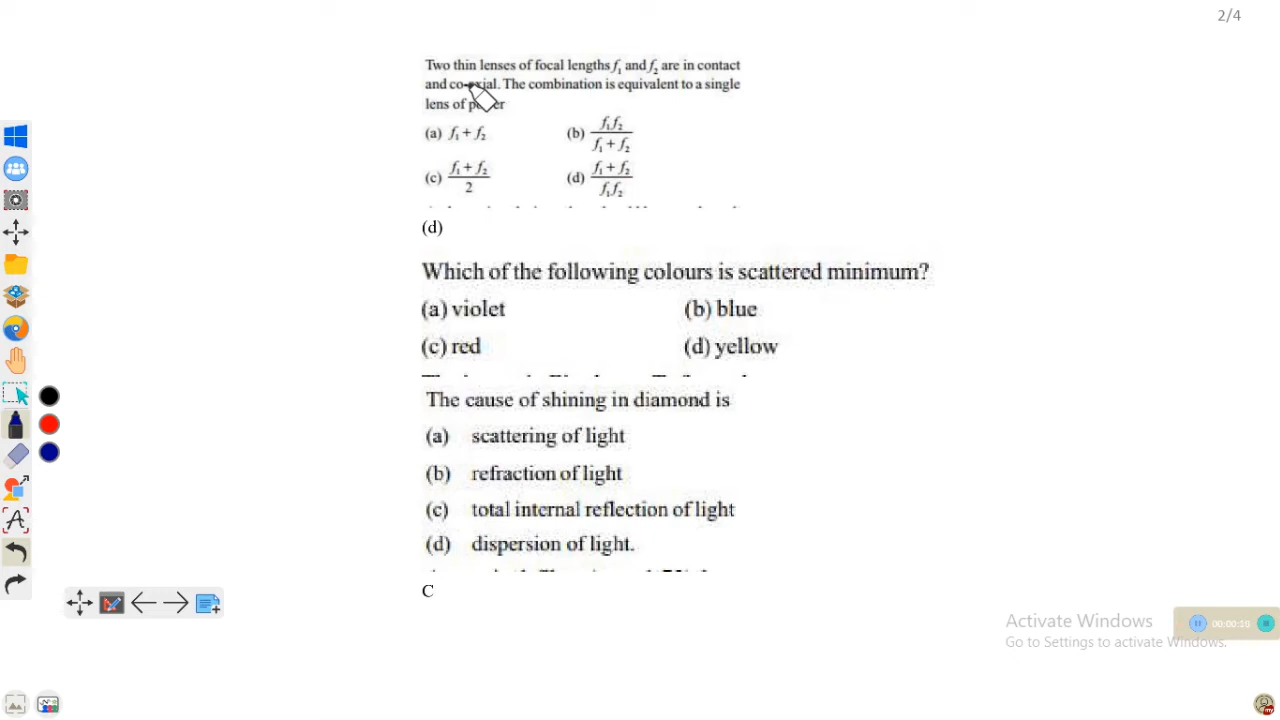 2/4
Two thin lenses of focal lengths f₁ and f₂ are in contact
and co-axial. The combination is equivalent to a single
lens of power
(a) f₁ + f₂ (b) f₁f₂ / f₁ + f₂
(c) f₁ + f₂ / 2 (d) f₁ + f₂ / f₁f₂
(d)
Which of the following colours is scattered minimum?
(a) violet (b) blue
(c) red (d) yellow
The cause of shining in diamond is
(a) scattering of light
(b) refraction of light
(c) total internal reflection of light
(d) dispersion of light.
C
Activate Windows
Go to Settings to activate Windows.